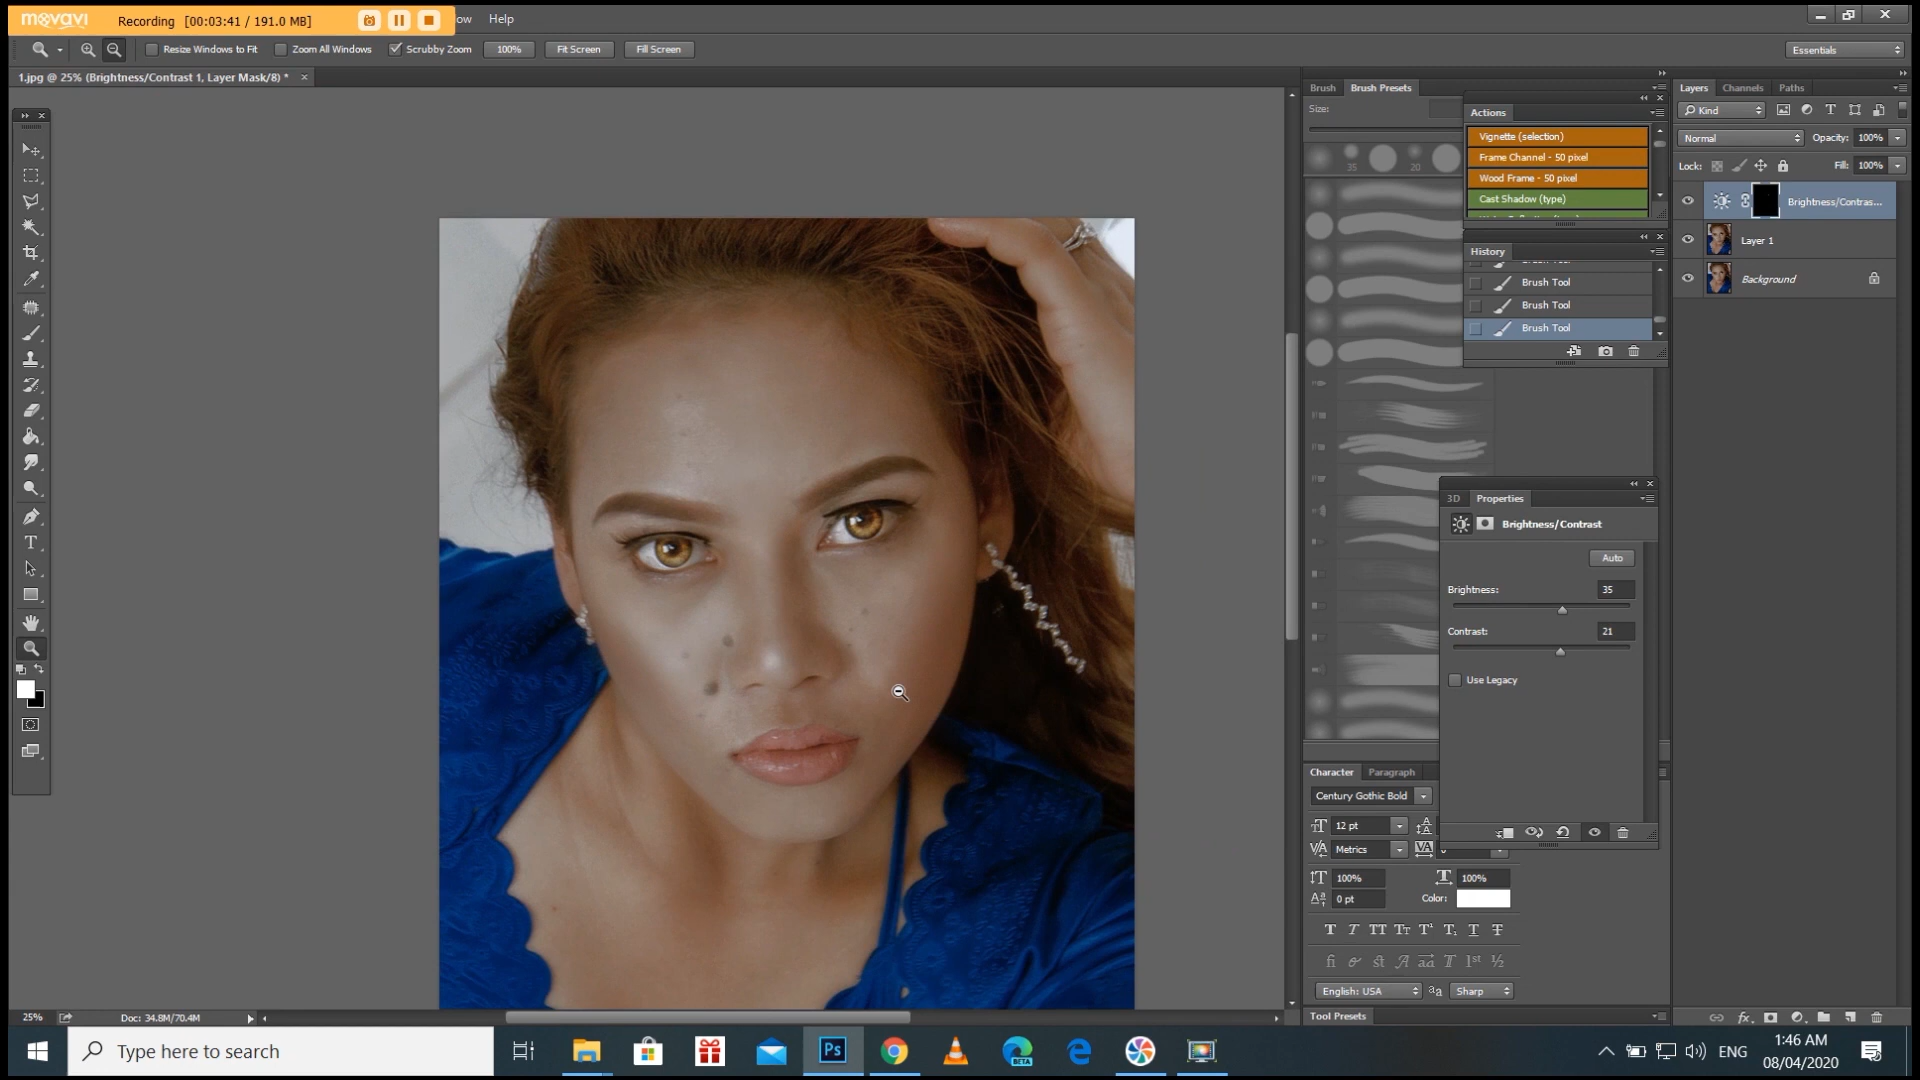 movavi
Recording [00:03:41 / 191.0 MB]
ow Help
Resize Windows to Fit
Zoom All Windows
Scrubby Zoom
100%
Fit Screen
Fill Screen
Essentials
1.jpg @ 25% (Brightness/Contrast 1, Layer Mask/8) *
Brush
Brush Presets
Size:
35
20
Actions
Vignette (selection)
Frame Channel - 50 pixel
Wood Frame - 50 pixel
Cast Shadow (type)
History
Brush Tool
Brush Tool
Brush Tool
Layers
Channels
Paths
Kind
Normal
Opacity: 100%
Lock:
Fill: 100%
Brightness/Contras...
Layer 1
Background
3D
Properties
Brightness/Contrast
Auto
Brightness: 35
Contrast: 21
Use Legacy
Character
Paragraph
Century Gothic Bold
12 pt
Metrics
100%
100%
0 pt
Color:
English: USA
Sharp
Tool Presets
25%
Doc: 34.8M/70.4M
Type here to search
Ps
BETA
ENG
1:46 AM
08/04/2020